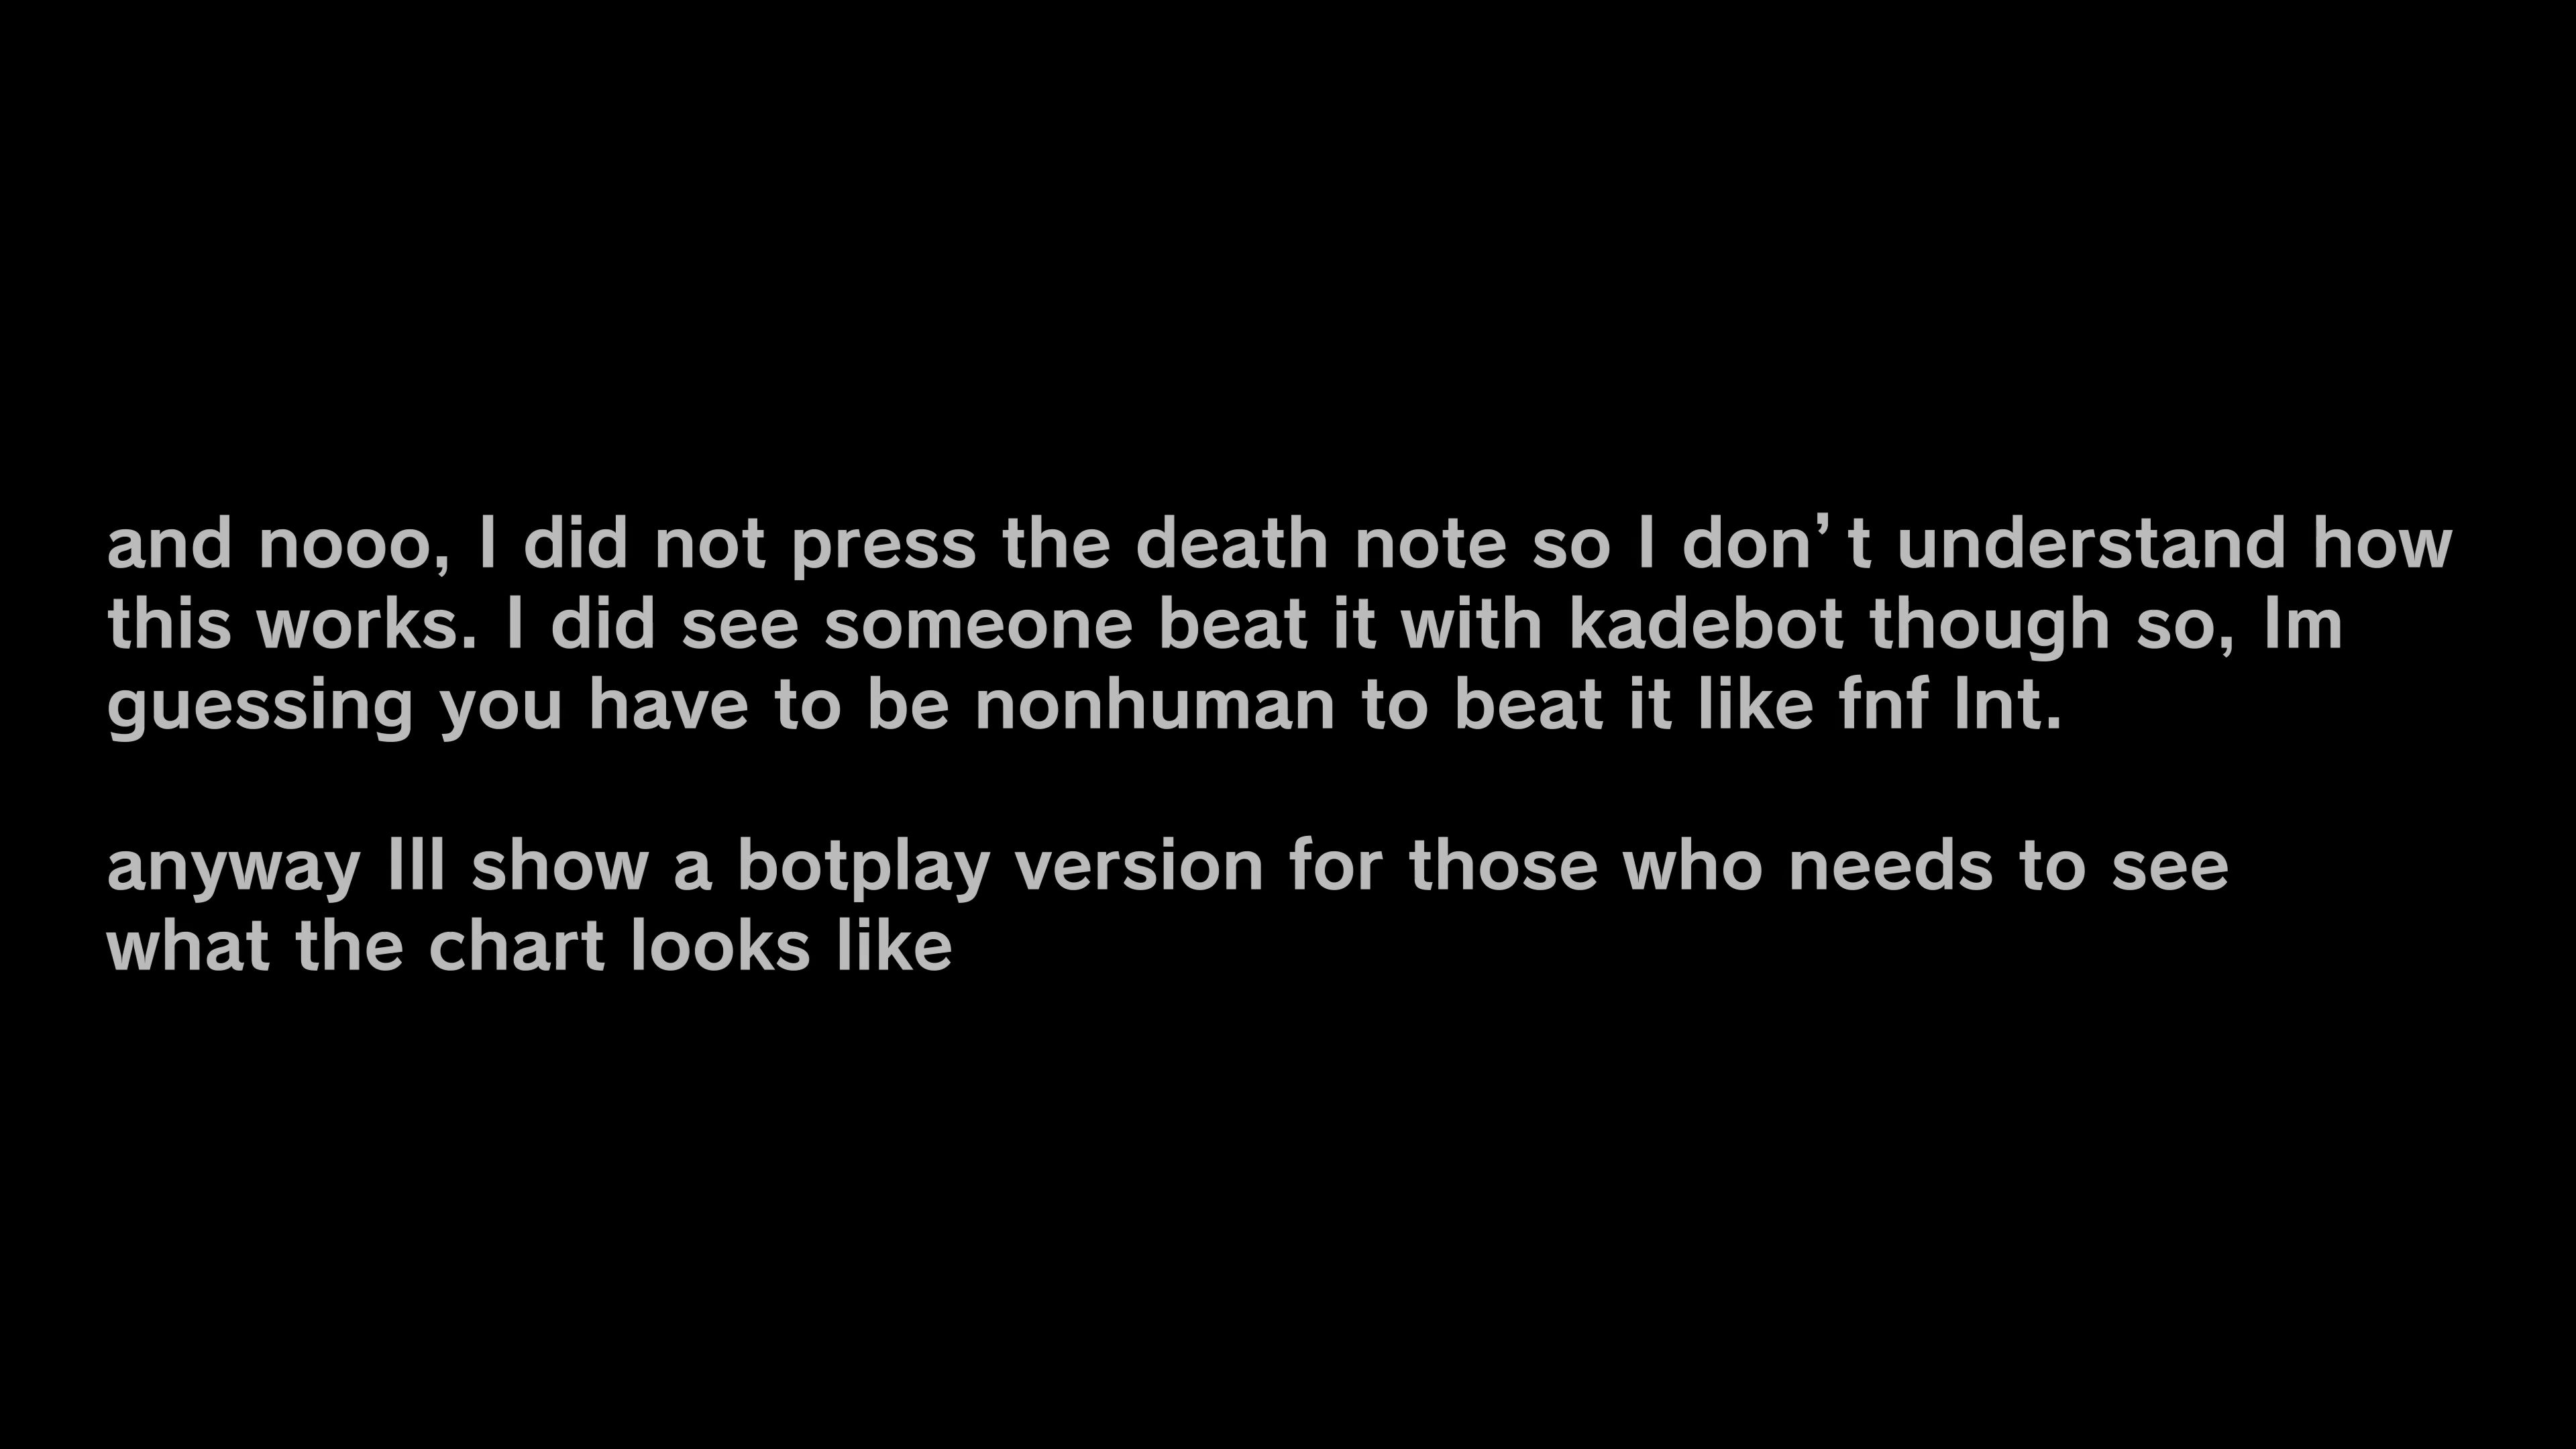 and nooo, I did not press the death note so I don’t understand how
this works. I did see someone beat it with kadebot though so, Im
guessing you have to be nonhuman to beat it like fnf Int.
anyway Ill show a botplay version for those who needs to see
what the chart looks like